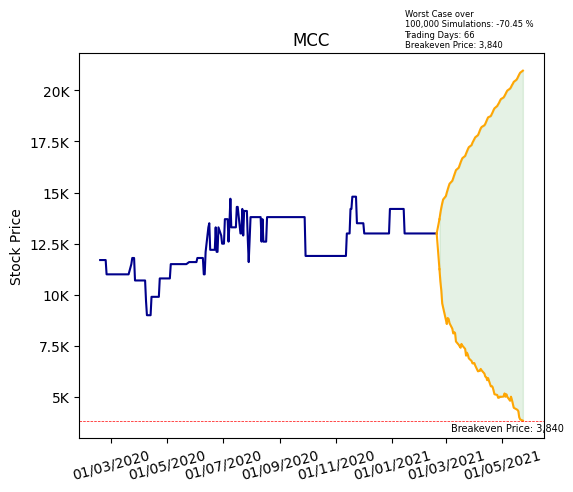 Worst Case over
100,000 Simulations: -70.45 %
Trading Days: 66
Breakeven Price: 3,840
MCC
Stock Price
20K
17.5K
15K
12.5K
10K
7.5K
5K
Breakeven Price: 3,840
01/03/2020
01/05/2020
01/07/2020
01/09/2020
01/11/2020
01/01/2021
01/03/2021
01/05/2021